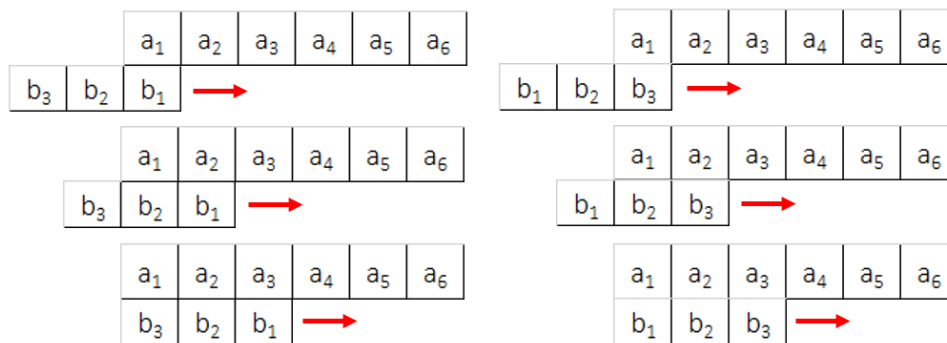 a₁ a₂ a₃ a₄ a₅ a₆
b₃ b₂ b₁
a₁ a₂ a₃ a₄ a₅ a₆
b₃ b₂ b₁
a₁ a₂ a₃ a₄ a₅ a₆
b₃ b₂ b₁
a₁ a₂ a₃ a₄ a₅ a₆
b₁ b₂ b₃
a₁ a₂ a₃ a₄ a₅ a₆
b₁ b₂ b₃
a₁ a₂ a₃ a₄ a₅ a₆
b₁ b₂ b₃